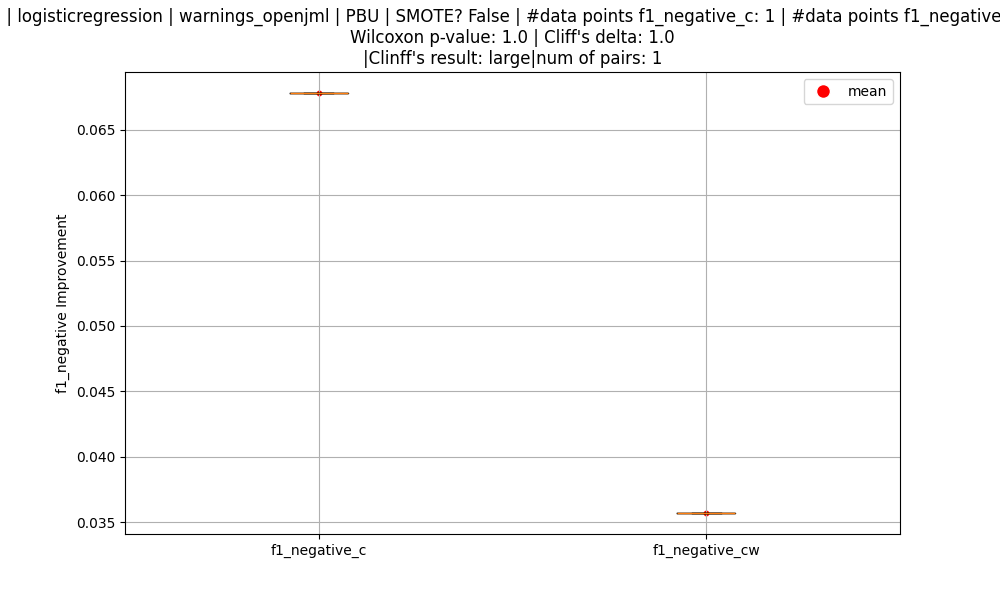 | logisticregression | warnings_openjml | PBU | SMOTE? False | #data points f1_negative_c: 1 | #data points f1_negative
Wilcoxon p-value: 1.0 | Cliff's delta: 1.0
|Clinff's result: large|num of pairs: 1
mean
0.065
0.060
0.055
0.050
0.045
0.040
0.035
f1_negative Improvement
f1_negative_c
f1_negative_cw